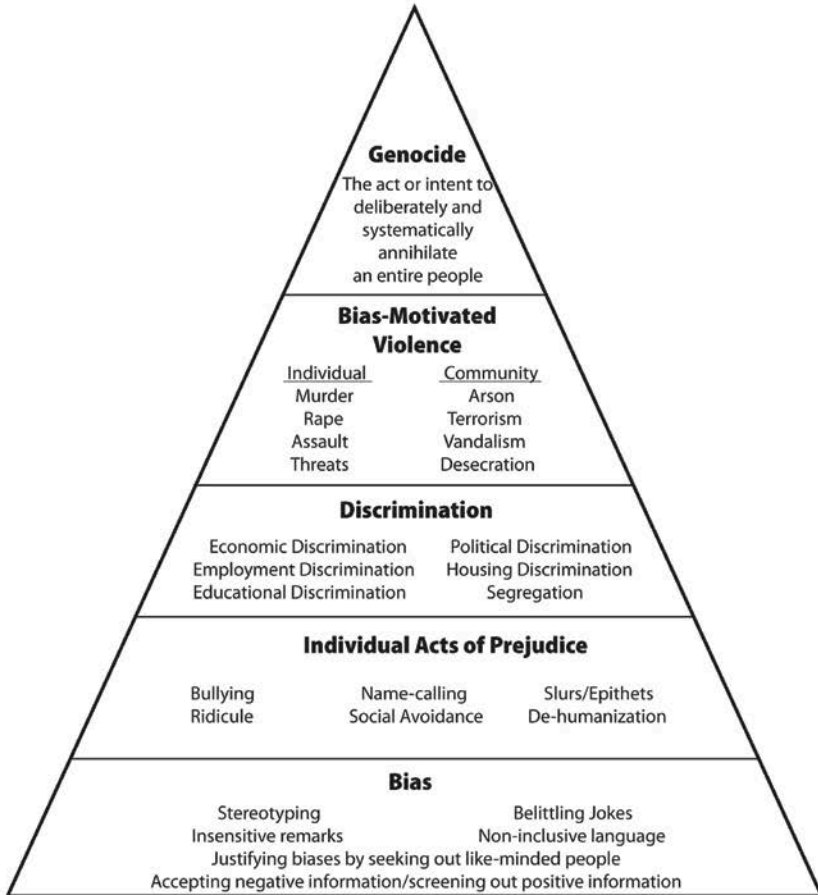 Genocide
The act or intent to
deliberately and
systematically
annihilate
an entire people
Bias-Motivated
Violence
Individual Community
Murder Arson
Rape Terrorism
Assault Vandalism
Threats Desecration
Discrimination
Economic Discrimination Political Discrimination
Employment Discrimination Housing Discrimination
Educational Discrimination Segregation
Individual Acts of Prejudice
Bullying Name-calling Slurs/Epithets
Ridicule Social Avoidance De-humanization
Bias
Stereotyping Belittling Jokes
Insensitive remarks Non-inclusive language
Justifying biases by seeking out like-minded people
Accepting negative information/screening out positive information